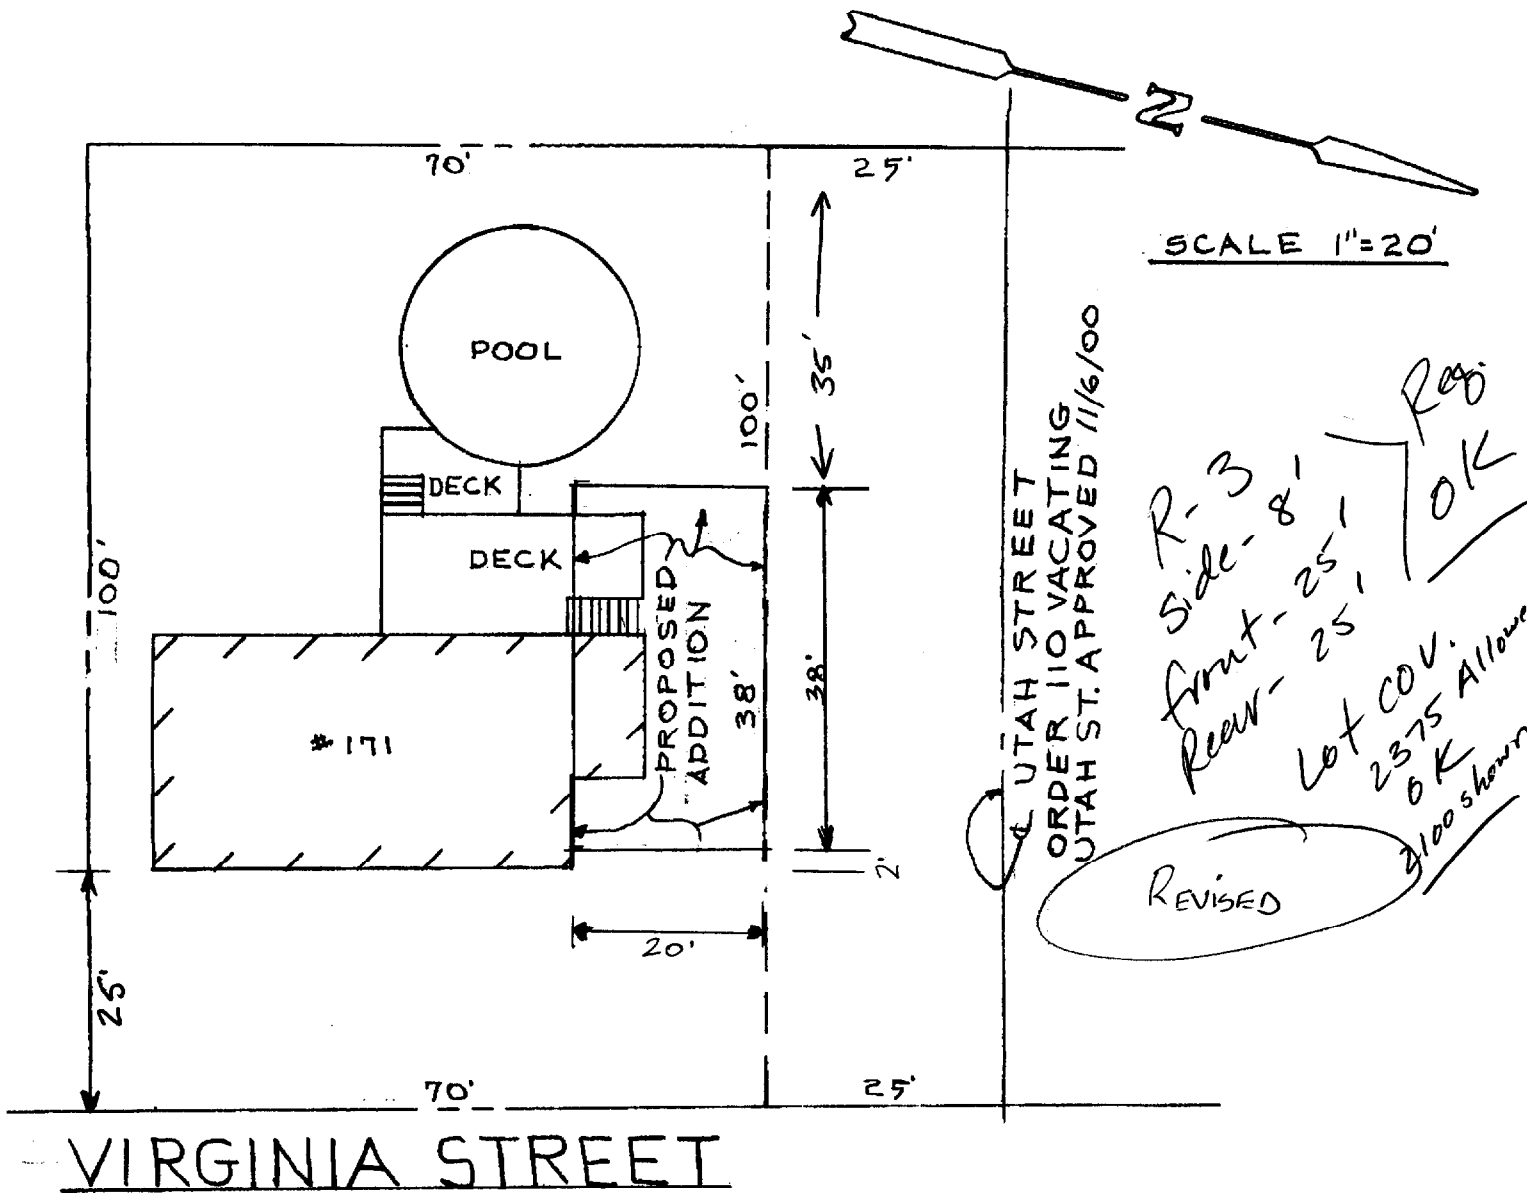 N
SCALE 1"=20'
70'
25'
POOL
35'
100'
DECK
DECK
100'
# 171
PROPOSED
ADDITION
38'
38'
2'
20'
25'
70'
25'
VIRGINIA STREET
℄ UTAH STREET
ORDER 110 VACATING
UTAH ST. APPROVED 11/6/00
R-3
Side- 8'
front- 25'
Rear- 25'
Req.
OK
Lot COV.
2375 Allowe
OK
2100 shown
REVISED